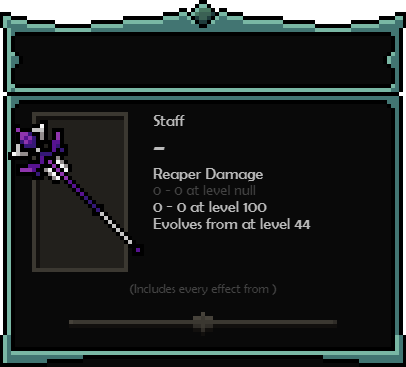 Staff
–
Reaper Damage
0 - 0 at level null
0 - 0 at level 100
Evolves from at level 44
(Includes every effect from )